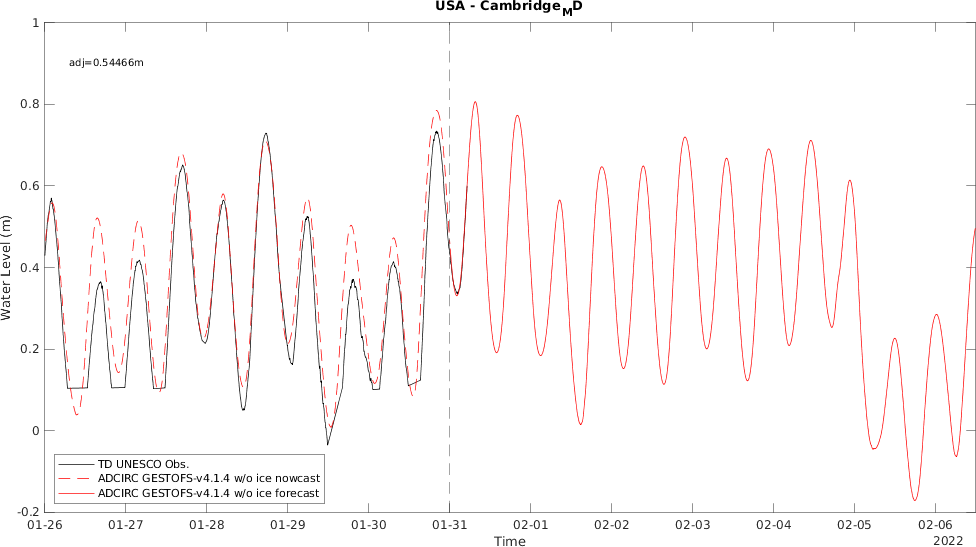 USA - Cambridge_MD
adj=0.54466m
1
0.8
0.6
0.4
0.2
0
-0.2
Water Level (m)
TD UNESCO Obs.
ADCIRC GESTOFS-v4.1.4 w/o ice nowcast
ADCIRC GESTOFS-v4.1.4 w/o ice forecast
01-26 01-27 01-28 01-29 01-30 01-31 02-01 02-02 02-03 02-04 02-05 02-06
Time
2022